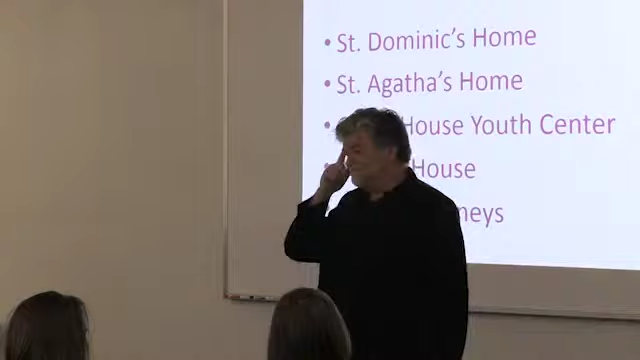 • St. Dominic's Home
• St. Agatha's Home
• House Youth Center
House
neys